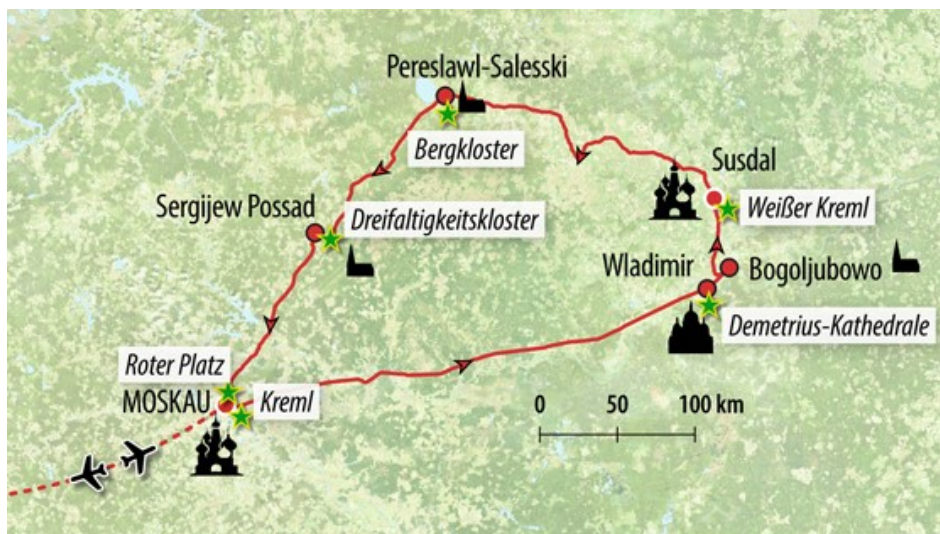 Pereslawl-Salesski
Bergkloster
Susdal
Weißer Kreml
Sergijew Possad
Dreifaltigkeitskloster
Wladimir
Bogoljubowo
Demetrius-Kathedrale
Roter Platz
MOSKAU
Kreml
0 50 100 km